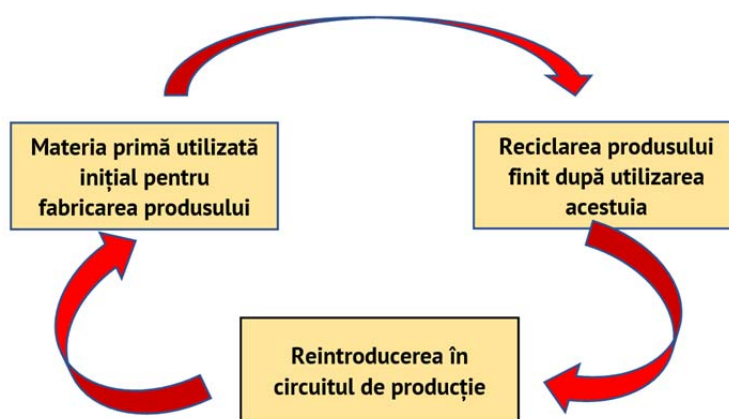 Materia primă utilizată
inițial pentru
fabricarea produsului
Reciclarea produsului
finit după utilizarea
acestuia
Reintroducerea în
circuitul de producție